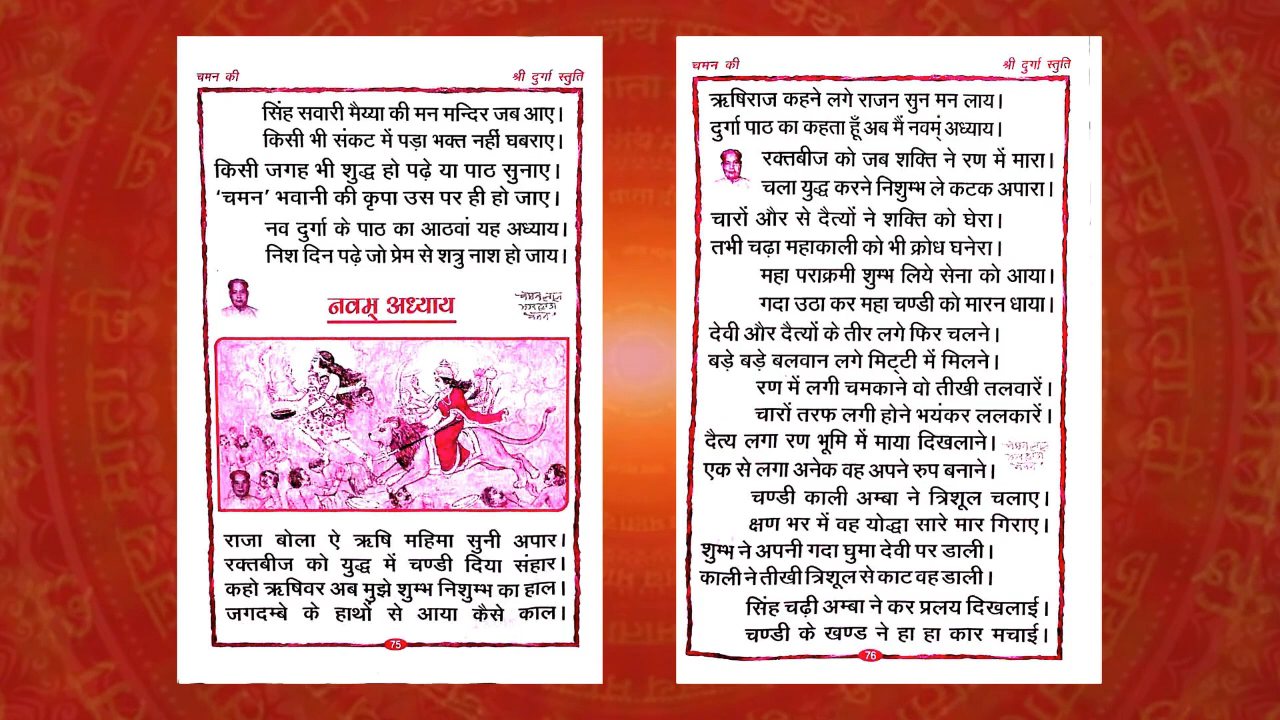 चमन की
श्री दुर्गा स्तुति
सिंह सवारी मैय्या की मन मन्दिर जब आए।
किसी भी संकट में पड़ा भक्त नहीं घबराए।
किसी जगह भी शुद्ध हो पढ़े या पाठ सुनाए।
‘चमन’ भवानी की कृपा उस पर ही हो जाए।
नव दुर्गा के पाठ का आठवां यह अध्याय।
निश दिन पढ़े जो प्रेम से शत्रु नाश हो जाय।
नवम् अध्याय
राजा बोला ऐ ऋषि महिमा सुनी अपार।
रक्तबीज को युद्ध में चण्डी दिया संहार।
कहो ऋषिवर अब मुझे शुम्भ निशुम्भ का हाल।
जगदम्बे के हाथों से आया कैसे काल।
75
चमन की
श्री दुर्गा स्तुति
ऋषिराज कहने लगे राजन सुन मन लाय।
दुर्गा पाठ का कहता हूँ अब मैं नवम् अध्याय।
रक्तबीज को जब शक्ति ने रण में मारा।
चला युद्ध करने निशुम्भ ले कटक अपारा।
चारों और से दैत्यों ने शक्ति को घेरा।
तभी चढ़ा महाकाली को भी क्रोध घनेरा।
महा पराक्रमी शुम्भ लिये सेना को आया।
गदा उठा कर महा चण्डी को मारन धाया।
देवी और दैत्यों के तीर लगे फिर चलने।
बड़े बड़े बलवान लगे मिट्टी में मिलने।
रण में लगी चमकाने वो तीखी तलवारें।
चारों तरफ लगी होने भयंकर ललकारें।
दैत्य लगा रण भूमि में माया दिखलाने।
एक से लगा अनेक वह अपने रुप बनाने।
चण्डी काली अम्बा ने त्रिशूल चलाए।
क्षण भर में वह योद्धा सारे मार गिराए।
शुम्भ ने अपनी गदा घुमा देवी पर डाली।
काली ने तीखी त्रिशूल से काट वह डाली।
सिंह चढ़ी अम्बा ने कर प्रलय दिखलाई।
चण्डी के खण्ड ने हा हा कार मचाई।
76